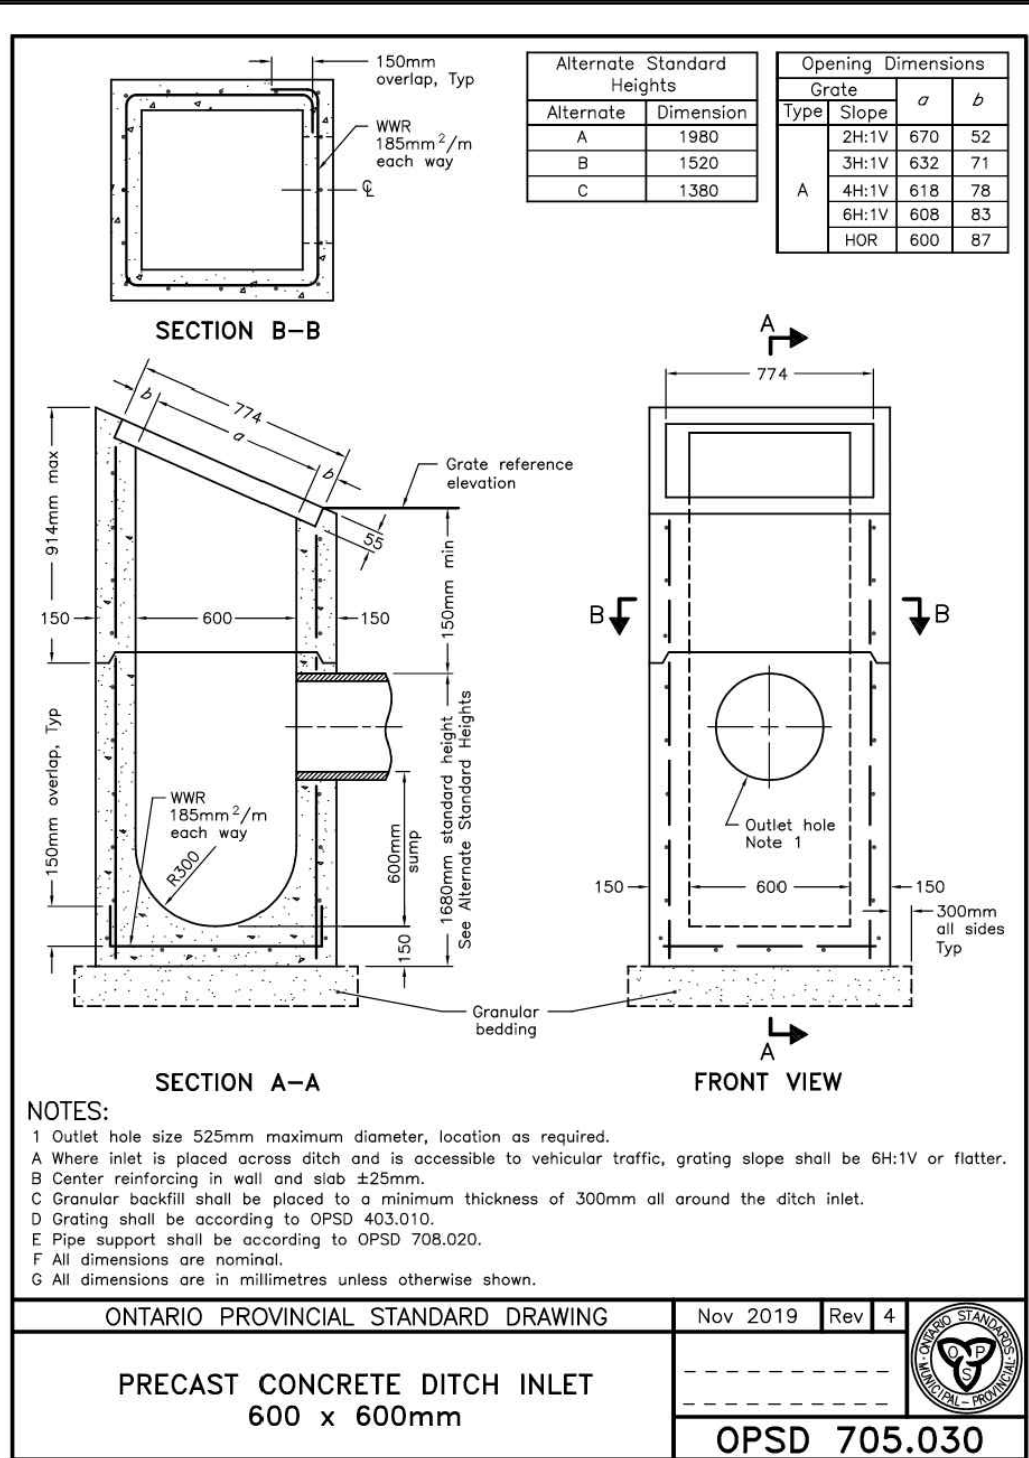 150mm
overlap, Typ
WWR
185mm²/m
each way
℄
SECTION B–B
Alternate Standard
Heights
Alternate Dimension
A 1980
B 1520
C 1380
Opening Dimensions
Grate a b
Type Slope
A
2H:1V 670 52
3H:1V 632 71
4H:1V 618 78
6H:1V 608 83
HOR 600 87
774
b
a
b
Grate reference
elevation
55
914mm max
150
600
150
150mm min
150mm overlap, Typ
WWR
185mm²/m
each way
R300
600mm
sump
150
1680mm standard height
See Alternate Standard Heights
Granular
bedding
SECTION A–A
A
774
B
B
Outlet hole
Note 1
150
600
150
300mm
all sides
Typ
A
FRONT VIEW
NOTES:
1 Outlet hole size 525mm maximum diameter, location as required.
A Where inlet is placed across ditch and is accessible to vehicular traffic, grating slope shall be 6H:1V or flatter.
B Center reinforcing in wall and slab ±25mm.
C Granular backfill shall be placed to a minimum thickness of 300mm all around the ditch inlet.
D Grating shall be according to OPSD 403.010.
E Pipe support shall be according to OPSD 708.020.
F All dimensions are nominal.
G All dimensions are in millimetres unless otherwise shown.
ONTARIO PROVINCIAL STANDARD DRAWING
Nov 2019 Rev 4
PRECAST CONCRETE DITCH INLET
600 x 600mm
ONTARIO STANDARDS
MUNICIPAL–PROVINCIAL
O P S
OPSD 705.030